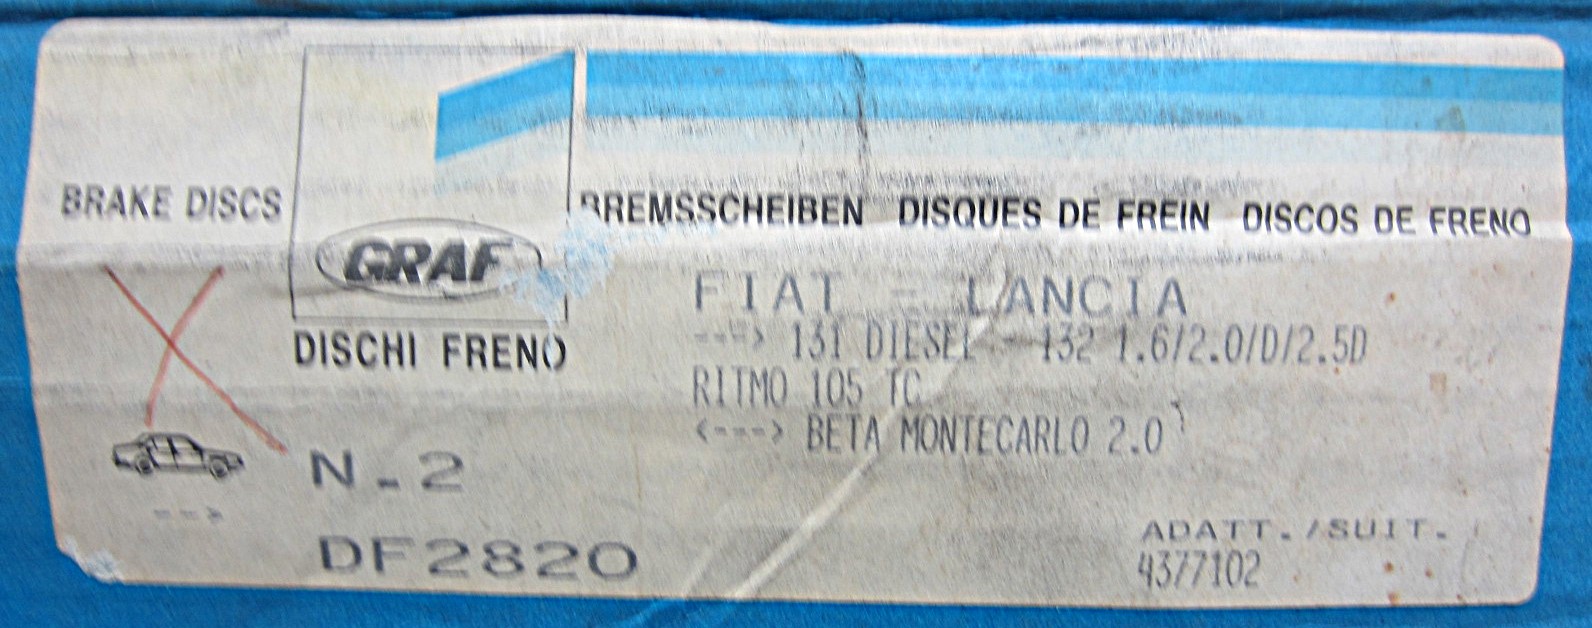 BRAKE DISCS
GRAF
DISCHI FRENO
BREMSSCHEIBEN DISQUES DE FREIN DISCOS DE FRENO
FIAT - LANCIA
---> 131 DIESEL - 132 1.6/2.0/D/2.5D
RITMO 105 TC
<---> BETA MONTECARLO 2.0
N.2
-->
DF2820
ADATT./SUIT.
4377102